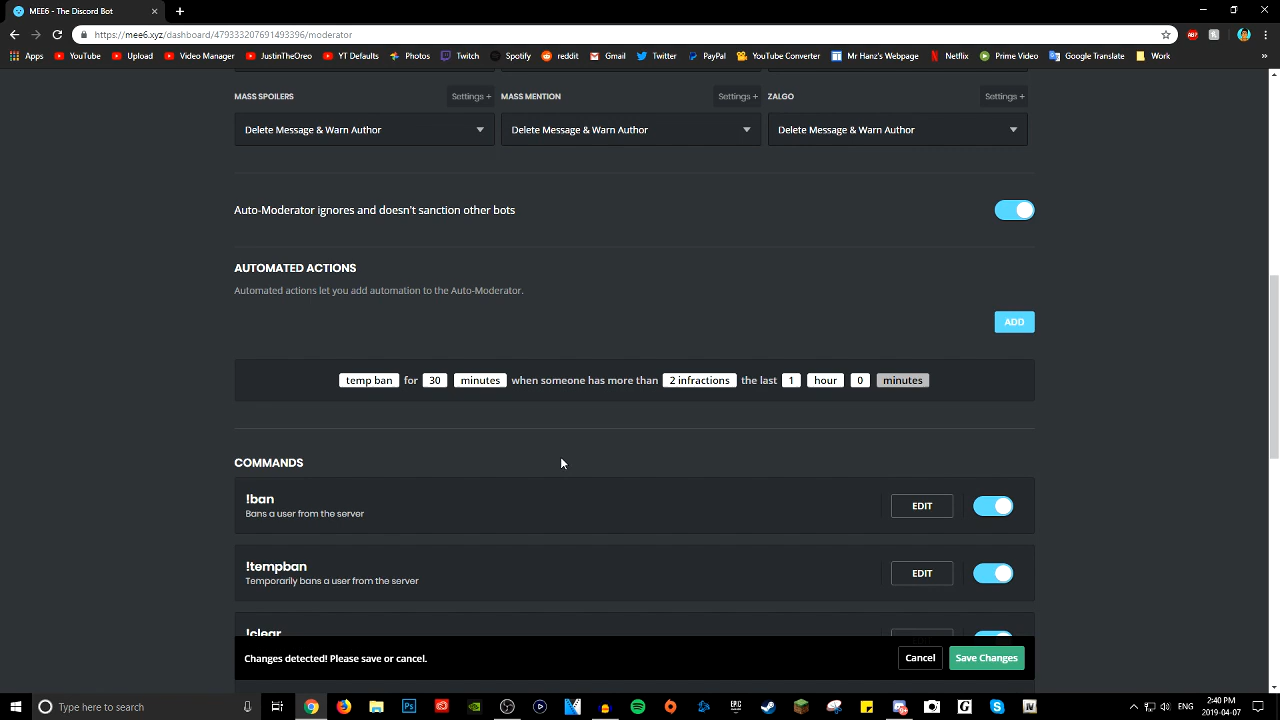 MEE6 - The Discord Bot
https://mee6.xyz/dashboard/479333207691493396/moderator
Apps YouTube Upload Video Manager JustinTheOreo YT Defaults Photos Twitch Spotify reddit Gmail Twitter PayPal YouTube Converter Mr Hanz's Webpage Netflix Prime Video Google Translate Work
MASS SPOILERS Settings + MASS MENTION Settings + ZALGO Settings +
Delete Message & Warn Author Delete Message & Warn Author Delete Message & Warn Author
Auto-Moderator ignores and doesn't sanction other bots
AUTOMATED ACTIONS
Automated actions let you add automation to the Auto-Moderator.
ADD
temp ban for 30 minutes when someone has more than 2 infractions the last 1 hour 0 minutes
COMMANDS
!ban
Bans a user from the server
EDIT
!tempban
Temporarily bans a user from the server
EDIT
!clear
Changes detected! Please save or cancel. Cancel Save Changes
Type here to search
ENG
2:40 PM
2019-04-07